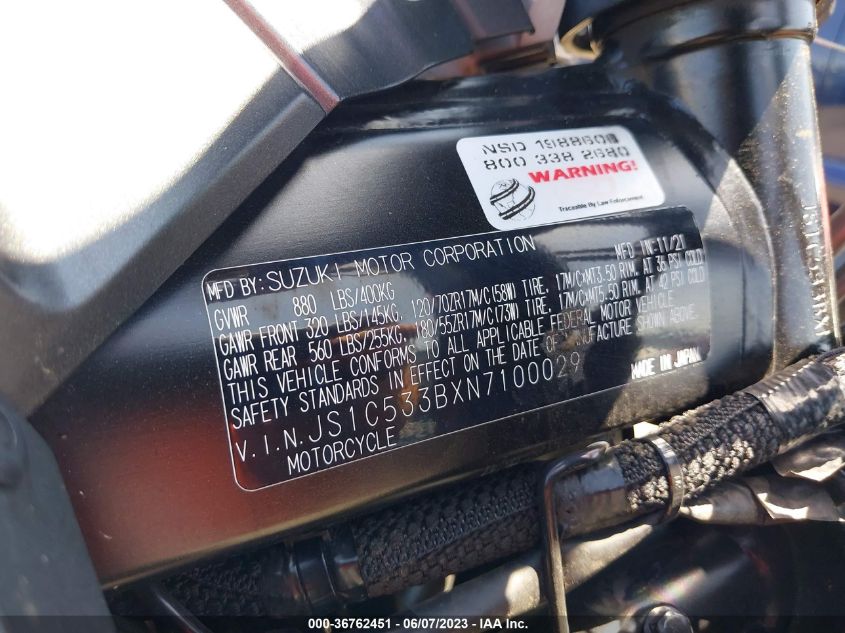 NSD 198860
800 338 2680
WARNING!
Traceable By Law Enforcement
MFD BY: SUZUKI MOTOR CORPORATION MFD IN 11/21
GVWR 880 LBS/400KG
GAWR FRONT 320 LBS/145KG, 120/70ZR17M/C(58W) TIRE, 17M/C×MT3.50 RIM, AT 36 PSI COLD
GAWR REAR 560 LBS/255KG, 180/55ZR17M/C(73W) TIRE, 17M/C×MT5.50 RIM, AT 42 PSI COLD
THIS VEHICLE CONFORMS TO ALL APPLICABLE FEDERAL MOTOR VEHICLE
SAFETY STANDARDS IN EFFECT ON THE DATE OF MANUFACTURE SHOWN ABOVE.
V.I.N. JS1C533BXN7100029 MADE IN JAPAN
MOTORCYCLE
000-36762451 | 06/07/2023 | © IAA Inc.